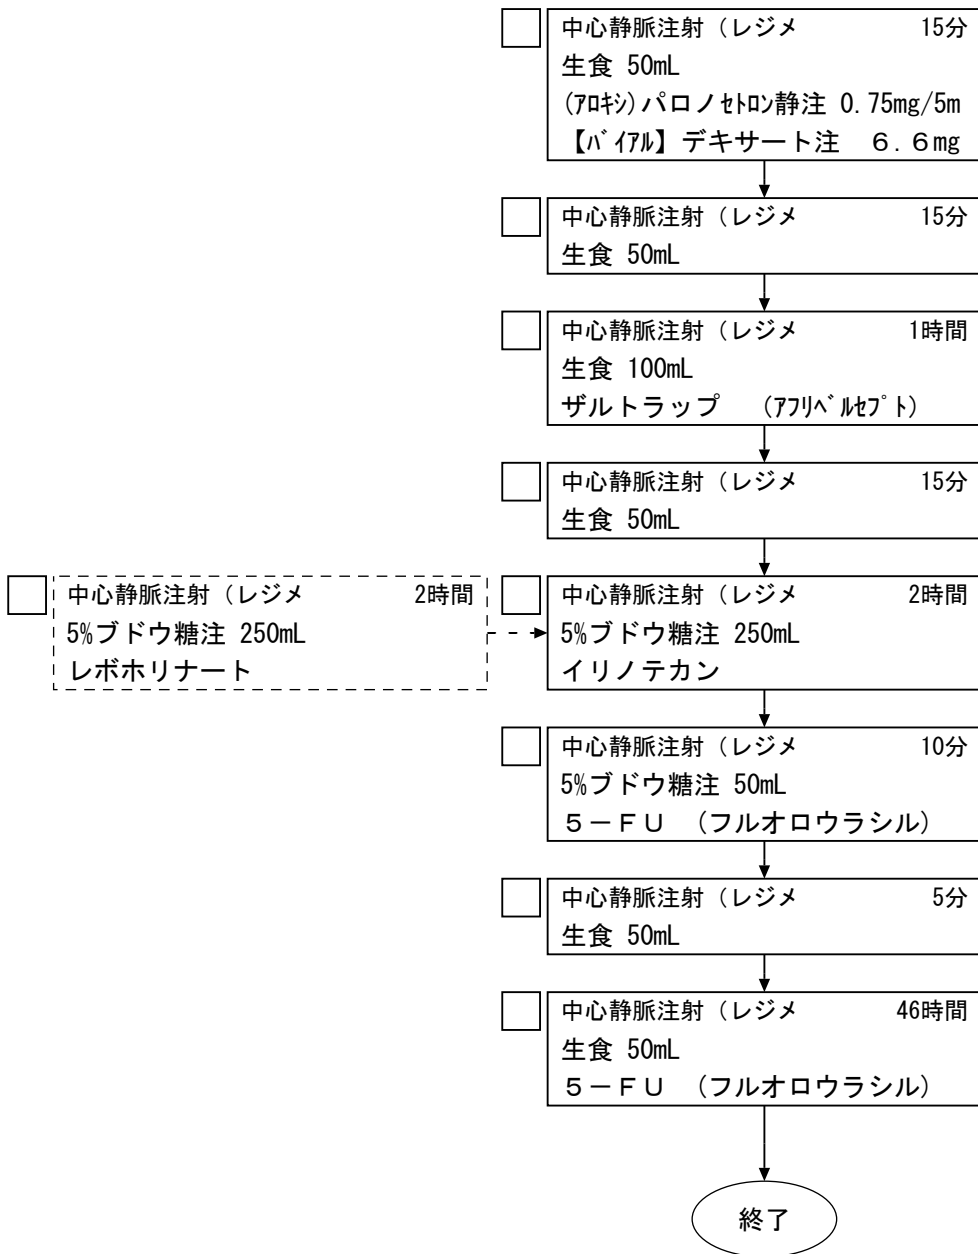 中心静脈注射（レジメ 15分
生食 50mL
(ｱﾛｷｼ)パロノセトロン静注 0.75mg/5m
【ﾊﾞｲｱﾙ】デキサート注　６.６mg
中心静脈注射（レジメ 15分
生食 50mL
中心静脈注射（レジメ 1時間
生食 100mL
ザルトラップ　(ｱﾌﾘﾍﾞﾙｾﾌﾟﾄ)
中心静脈注射（レジメ 15分
生食 50mL
中心静脈注射（レジメ 2時間
5%ブドウ糖注 250mL
レボホリナート
中心静脈注射（レジメ 2時間
5%ブドウ糖注 250mL
イリノテカン
中心静脈注射（レジメ 10分
5%ブドウ糖注 50mL
５－ＦＵ　（フルオロウラシル）
中心静脈注射（レジメ 5分
生食 50mL
中心静脈注射（レジメ 46時間
生食 50mL
５－ＦＵ　（フルオロウラシル）
終了